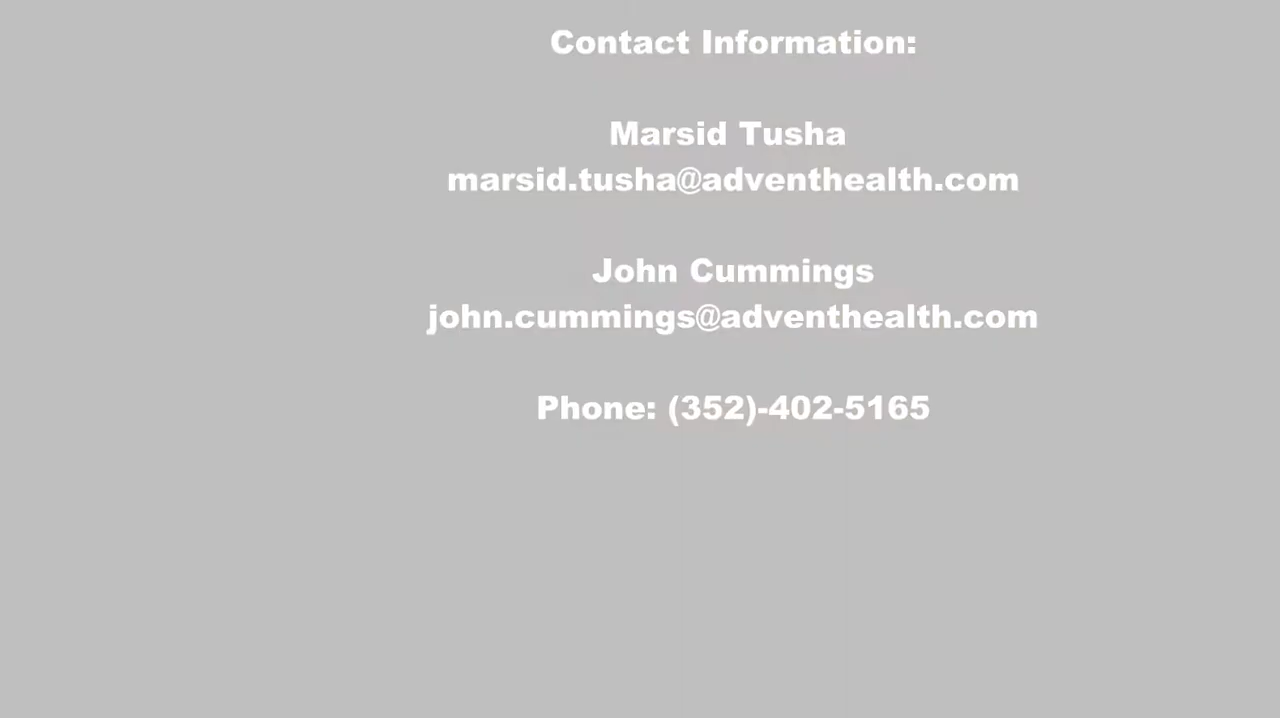 Contact Information:
Marsid Tusha
marsid.tusha@adventhealth.com
John Cummings
john.cummings@adventhealth.com
Phone: (352)-402-5165